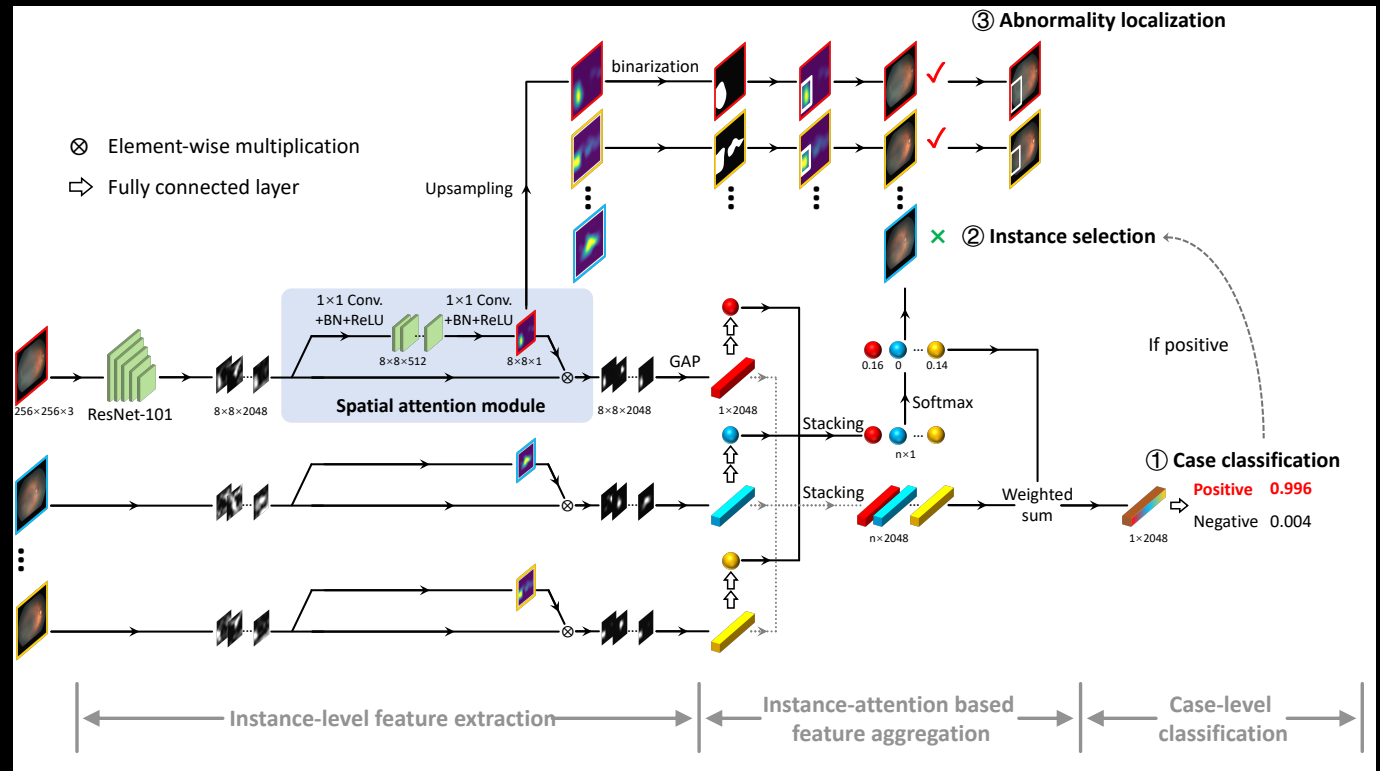 ③ Abnormality localization
binarization
⊗ Element-wise multiplication
⇨ Fully connected layer
Upsampling
② Instance selection
1×1 Conv.
+BN+ReLU
1×1 Conv.
+BN+ReLU
8×8×512
8×8×1
Spatial attention module
256×256×3
ResNet-101
8×8×2048
8×8×2048
GAP
1×2048
0.16
0
0.14
If positive
Softmax
Stacking
n×1
Stacking
n×2048
Weighted
sum
1×2048
① Case classification
Positive 0.996
Negative 0.004
Instance-level feature extraction
Instance-attention based
feature aggregation
Case-level
classification